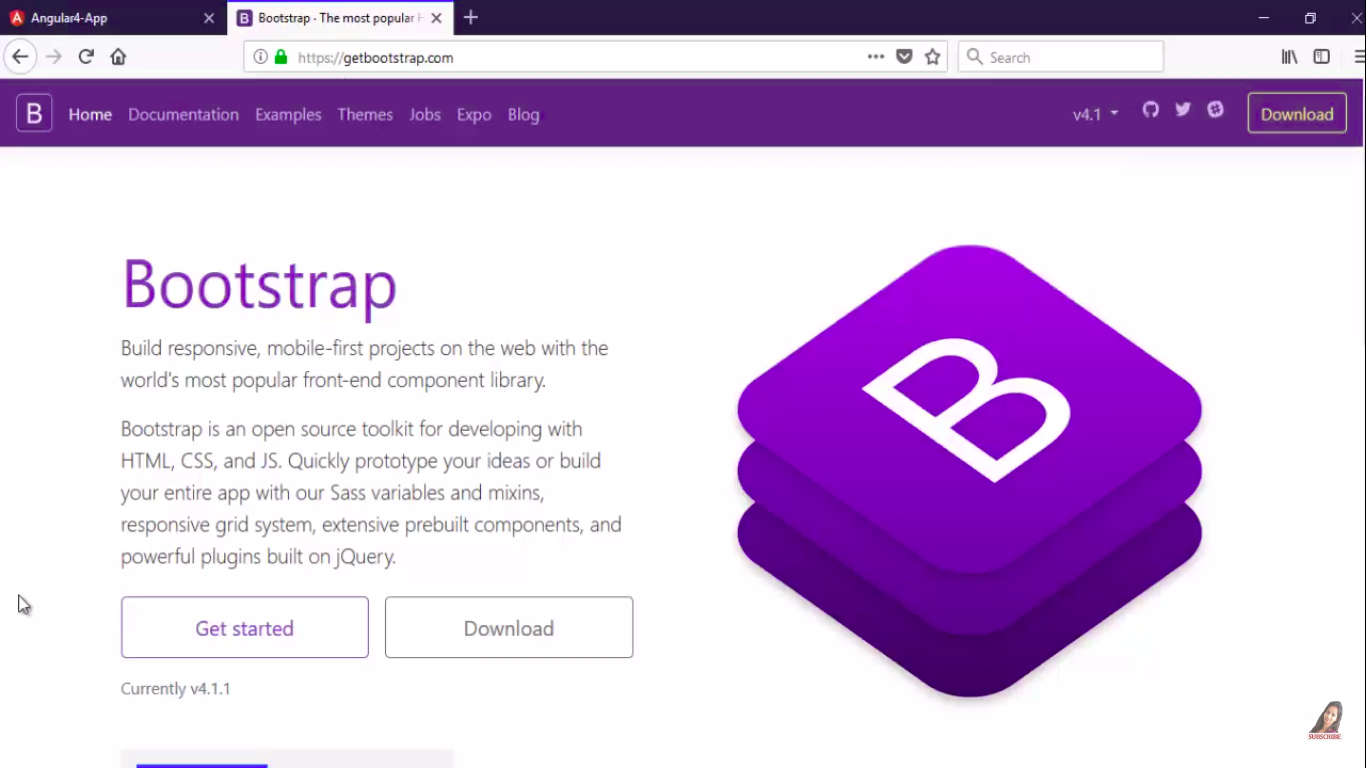 Angular4-App
Bootstrap · The most popular
https://getbootstrap.com
Search
B
Home Documentation Examples Themes Jobs Expo Blog
v4.1
Download
Bootstrap
Build responsive, mobile-first projects on the web with the
world's most popular front-end component library.
Bootstrap is an open source toolkit for developing with
HTML, CSS, and JS. Quickly prototype your ideas or build
your entire app with our Sass variables and mixins,
responsive grid system, extensive prebuilt components, and
powerful plugins built on jQuery.
Get started
Download
Currently v4.1.1
B
SUBSCRIBE